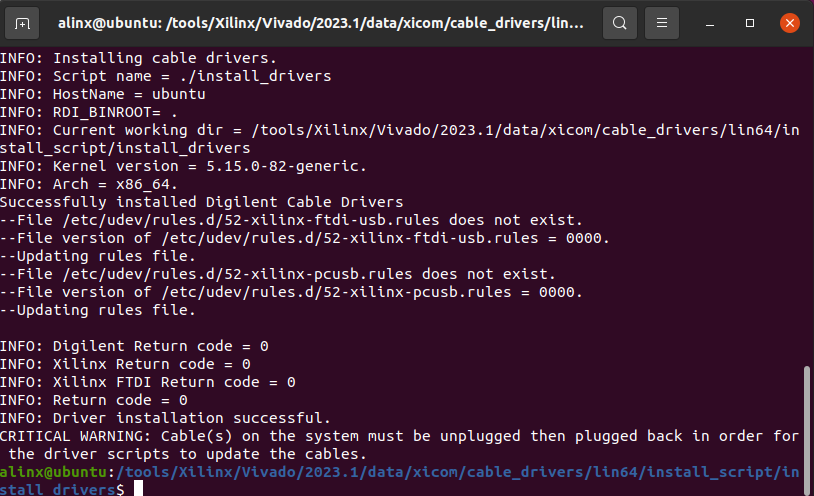 alinx@ubuntu: /tools/Xilinx/Vivado/2023.1/data/xicom/cable_drivers/lin...
INFO: Installing cable drivers.
INFO: Script name = ./install_drivers
INFO: HostName = ubuntu
INFO: RDI_BINROOT= .
INFO: Current working dir = /tools/Xilinx/Vivado/2023.1/data/xicom/cable_drivers/lin64/in
stall_script/install_drivers
INFO: Kernel version = 5.15.0-82-generic.
INFO: Arch = x86_64.
Successfully installed Digilent Cable Drivers
--File /etc/udev/rules.d/52-xilinx-ftdi-usb.rules does not exist.
--File version of /etc/udev/rules.d/52-xilinx-ftdi-usb.rules = 0000.
--Updating rules file.
--File /etc/udev/rules.d/52-xilinx-pcusb.rules does not exist.
--File version of /etc/udev/rules.d/52-xilinx-pcusb.rules = 0000.
--Updating rules file.
INFO: Digilent Return code = 0
INFO: Xilinx Return code = 0
INFO: Xilinx FTDI Return code = 0
INFO: Return code = 0
INFO: Driver installation successful.
CRITICAL WARNING: Cable(s) on the system must be unplugged then plugged back in order for
 the driver scripts to update the cables.
alinx@ubuntu:/tools/Xilinx/Vivado/2023.1/data/xicom/cable_drivers/lin64/install_script/in
stall_drivers$